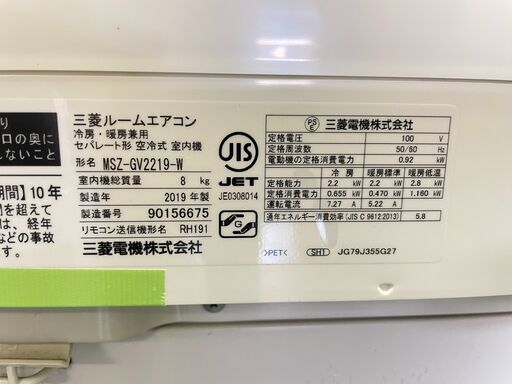 り
ロの奥に
しないこと
期間】10年
間を超えて
は、経年
などの事故
三菱ルームエアコン
冷房・暖房兼用
セパレート形 空冷式 室内機
形名 MSZ-GV2219-W
室内機総質量 8 kg
製造年 2019 年製
製造番号 90156675
リモコン送信機形名 RH191
三菱電機株式会社
JIS
JET
JE0308014
PS
E
三菱電機株式会社
定格電圧 100 V
定格周波数 50/60 Hz
電動機の定格消費電力 0.92 kW
冷房 暖房標準 暖房低温
定格能力 2.2 kW 2.2 kW 2.8 kW
定格消費電力 0.655 kW 0.470 kW 1.160 kW
運転電流 7.27 A 5.22 A
通年エネルギー消費効率(JIS C 9612:2013) 5.8
>PET<
SH1
JG79J355G27